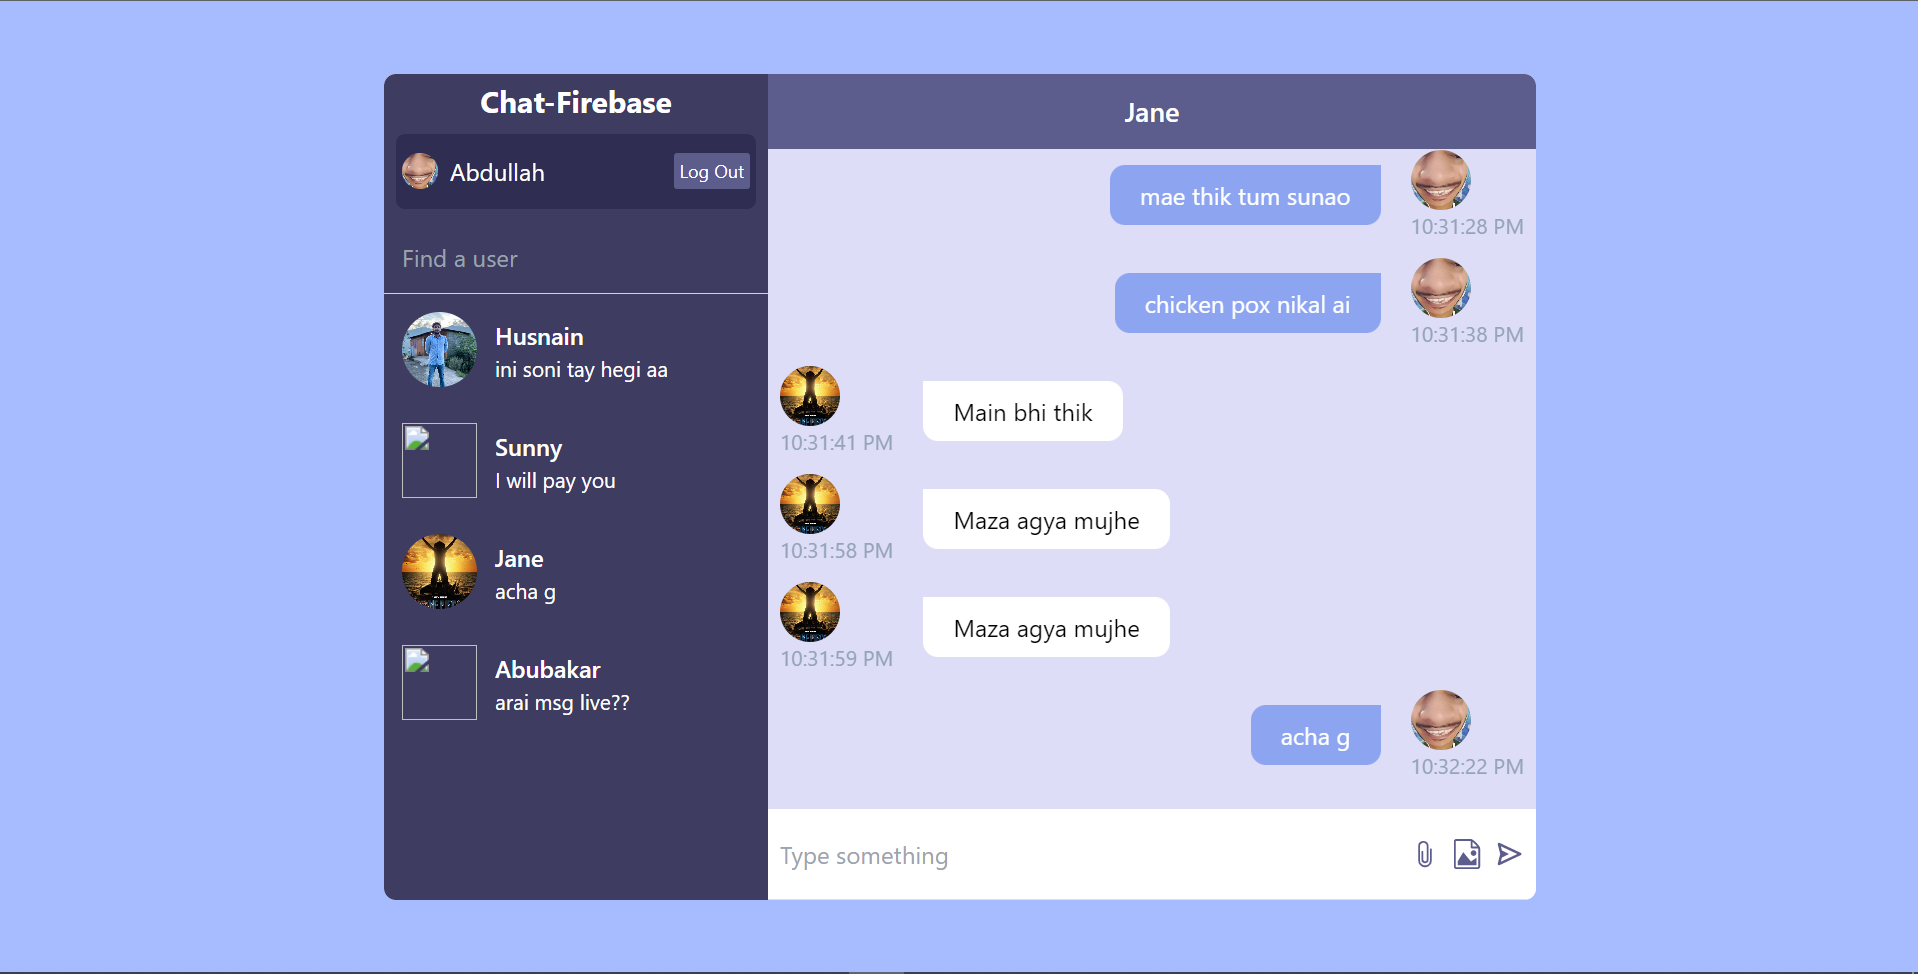 Chat-Firebase
Abdullah
Log Out
Find a user
Husnain
ini soni tay hegi aa
Sunny
I will pay you
Jane
acha g
Abubakar
arai msg live??
Jane
mae thik tum sunao
10:31:28 PM
chicken pox nikal ai
10:31:38 PM
Main bhi thik
10:31:41 PM
Maza agya mujhe
10:31:58 PM
Maza agya mujhe
10:31:59 PM
acha g
10:32:22 PM
Type something